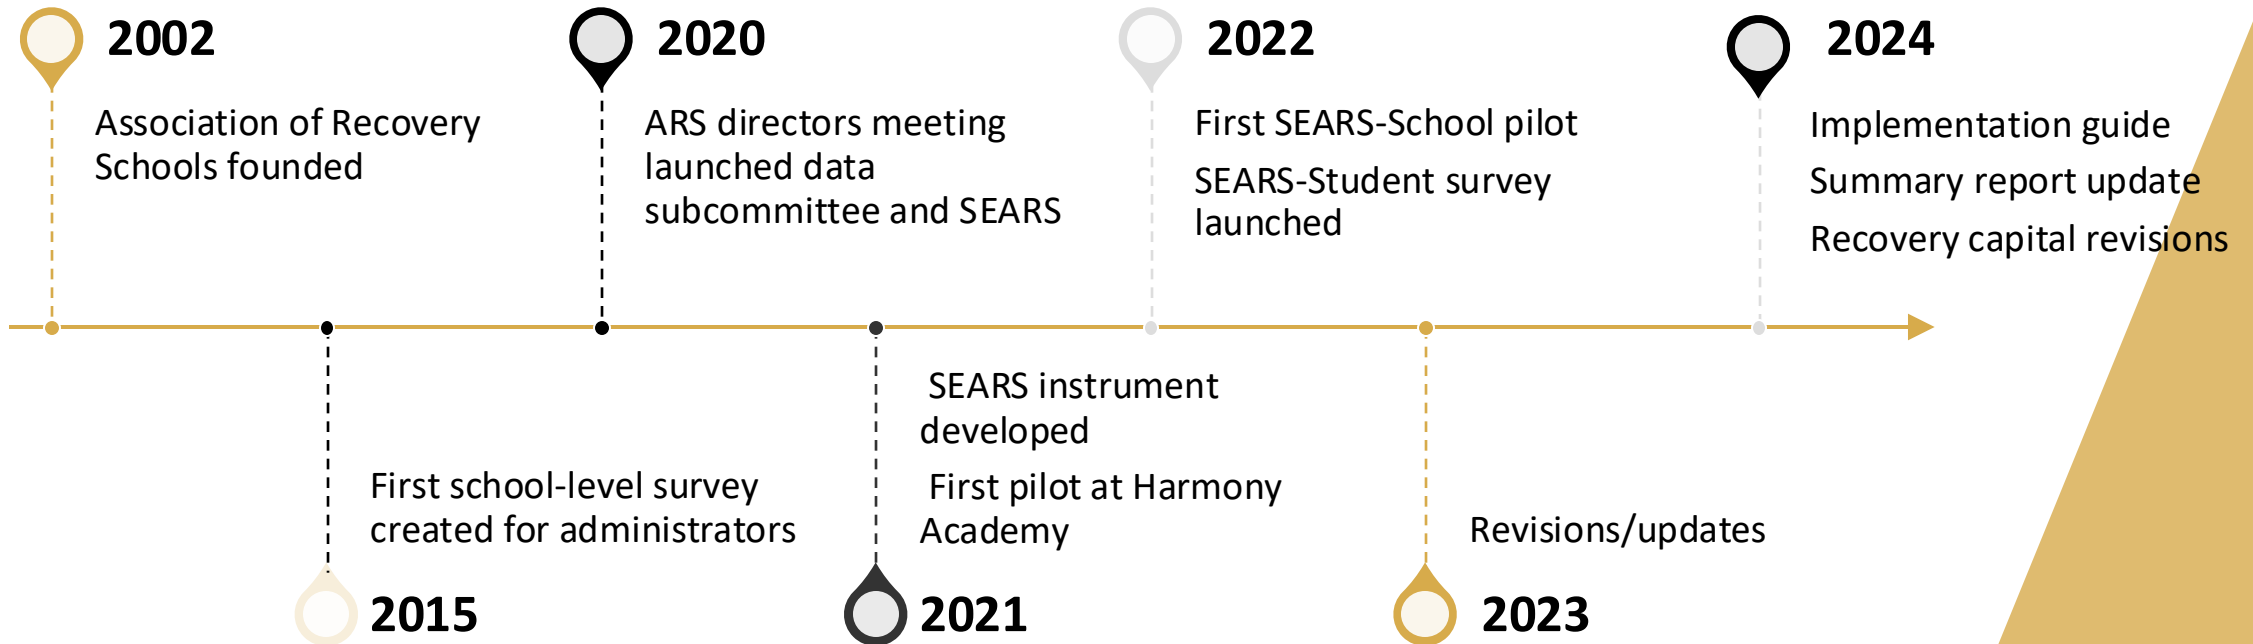 2002
Association of Recovery
Schools founded
2015
First school-level survey
created for administrators
2020
ARS directors meeting
launched data
subcommittee and SEARS
2021
SEARS instrument
developed
First pilot at Harmony
Academy
2022
First SEARS-School pilot
SEARS-Student survey
launched
2023
Revisions/updates
2024
Implementation guide
Summary report update
Recovery capital revisions